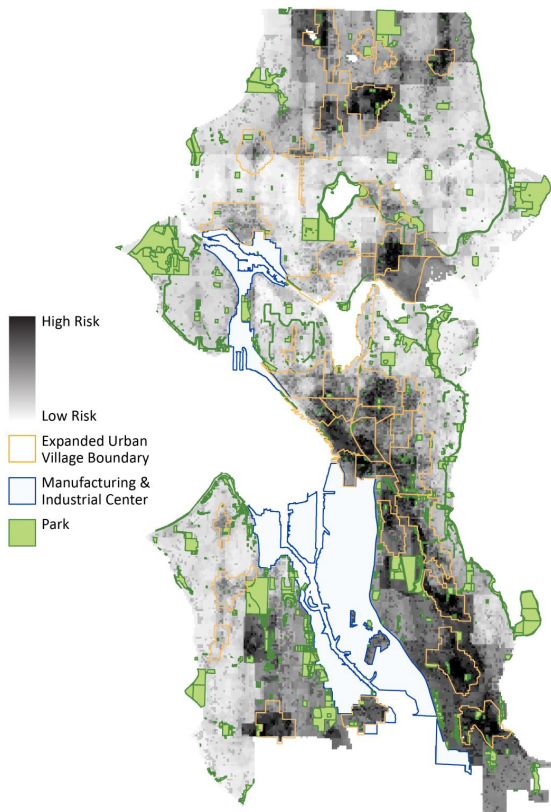 High Risk
Low Risk
Expanded Urban
Village Boundary
Manufacturing &
Industrial Center
Park